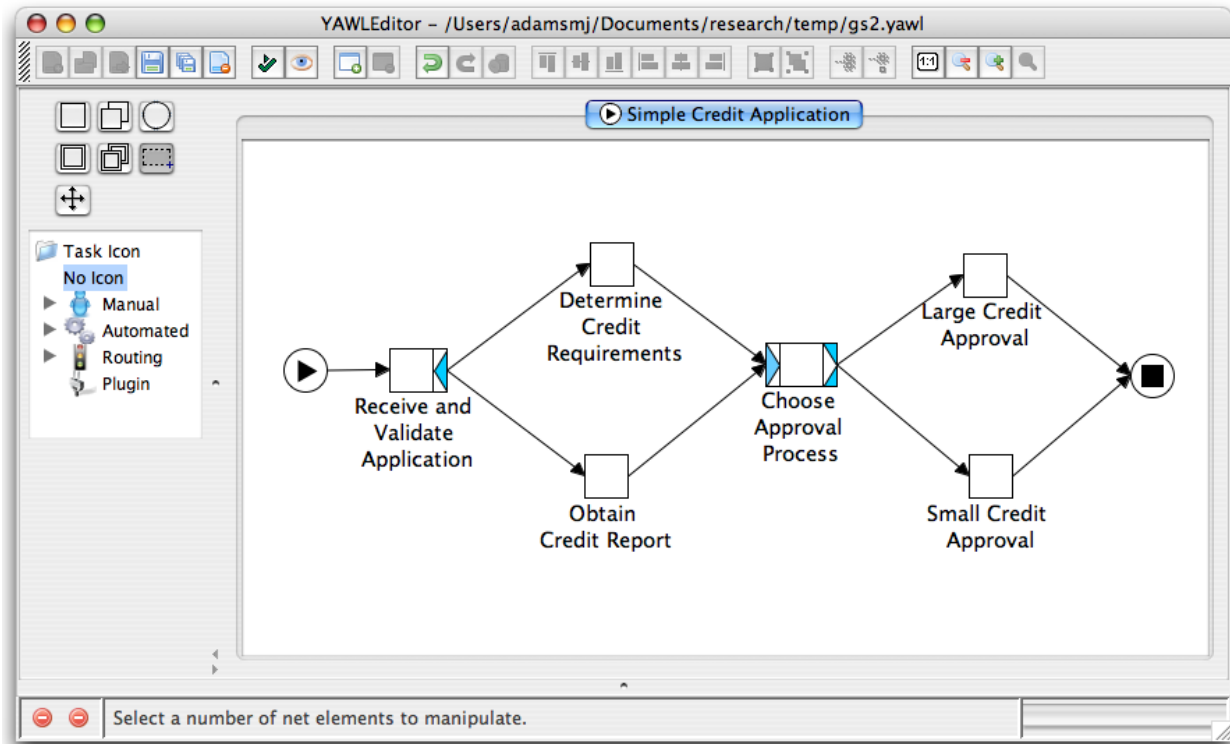 YAWLEditor – /Users/adamsmj/Documents/research/temp/gs2.yawl
1:1
Simple Credit Application
Task Icon
No Icon
Manual
Automated
Routing
Plugin
Determine
Credit
Requirements
Large Credit
Approval
Receive and
Validate
Application
Choose
Approval
Process
Obtain
Credit Report
Small Credit
Approval
Select a number of net elements to manipulate.